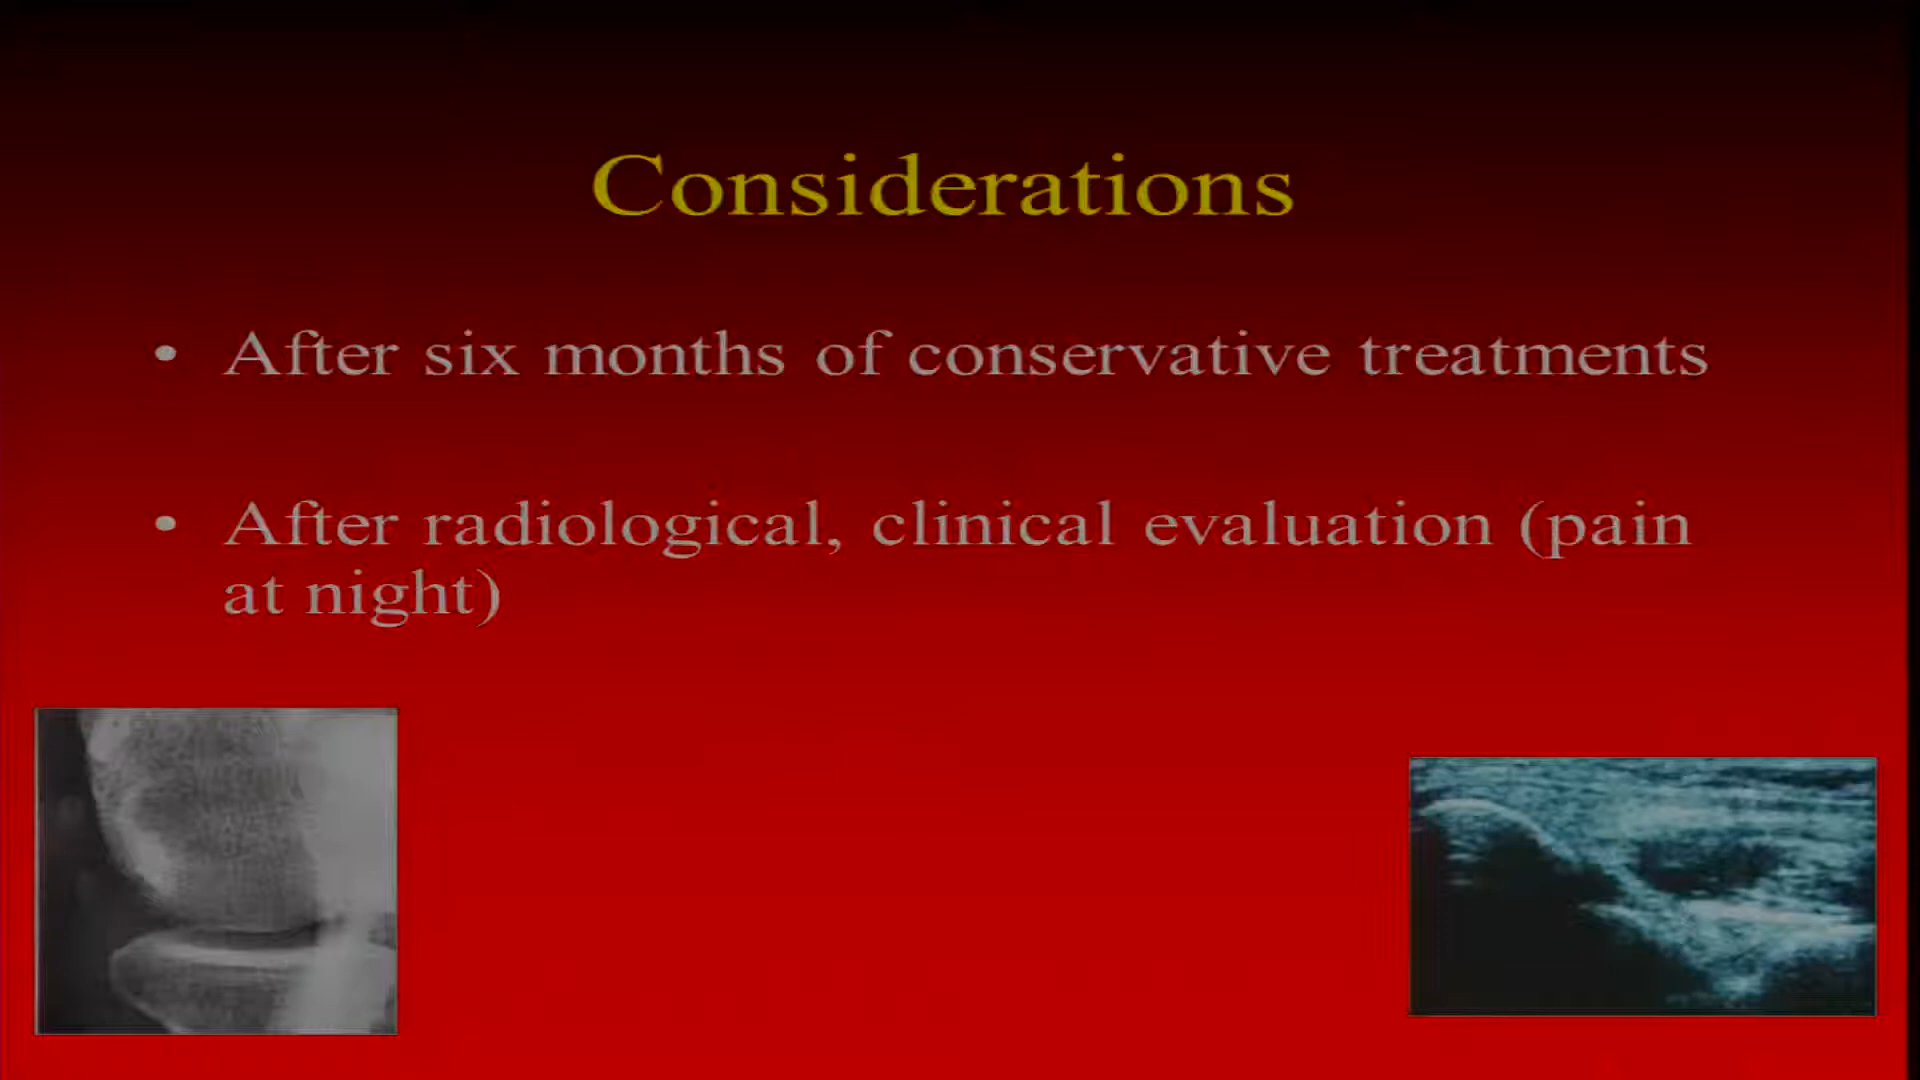 Considerations
• After six months of conservative treatments
• After radiological, clinical evaluation (pain
at night)